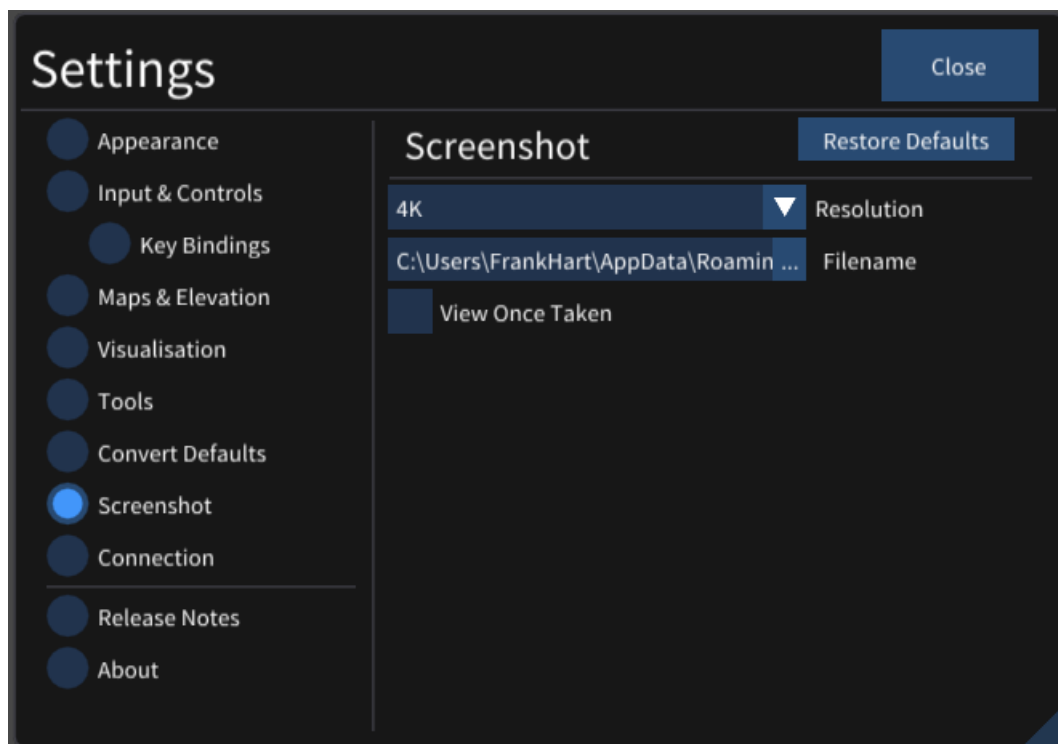 Settings
Close
Appearance
Input & Controls
Key Bindings
Maps & Elevation
Visualisation
Tools
Convert Defaults
Screenshot
Connection
Release Notes
About
Screenshot
Restore Defaults
4K
Resolution
C:\Users\FrankHart\AppData\Roamin ...
Filename
View Once Taken